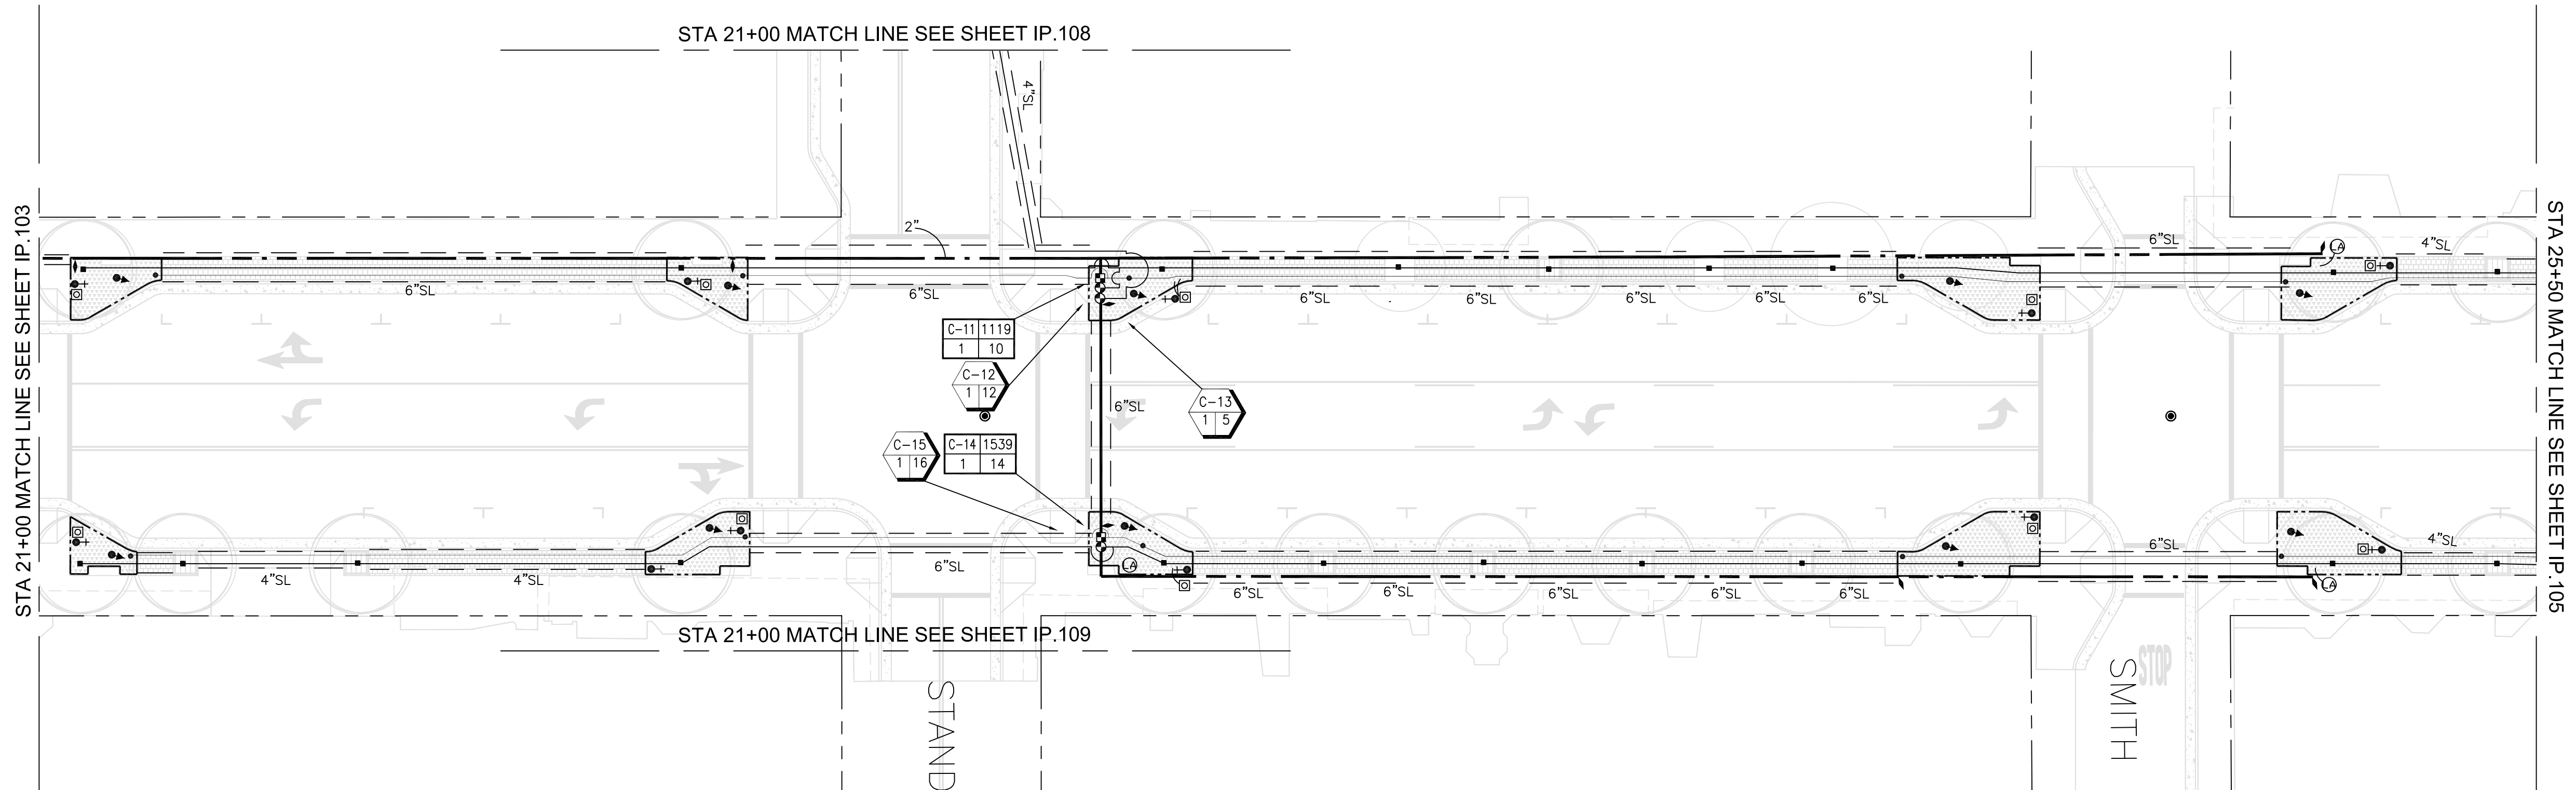 STA 21+00 MATCH LINE SEE SHEET IP.108
4"SL
STA 21+00 MATCH LINE SEE SHEET IP.103
STA 25+50 MATCH LINE SEE SHEET IP.105
2"
6"SL
LA
4"SL
6"SL
6"SL
6"SL
6"SL
6"SL
6"SL
6"SL
C-11 1119
1 10
C-12
1 12
6"SL
C-13
1 5
C-15
1 16
C-14 1539
1 14
4"SL
4"SL
6"SL
LA
6"SL
4"SL
6"SL
6"SL
6"SL
6"SL
6"SL
LA
STA 21+00 MATCH LINE SEE SHEET IP.109
STAND
SMITH
STOP